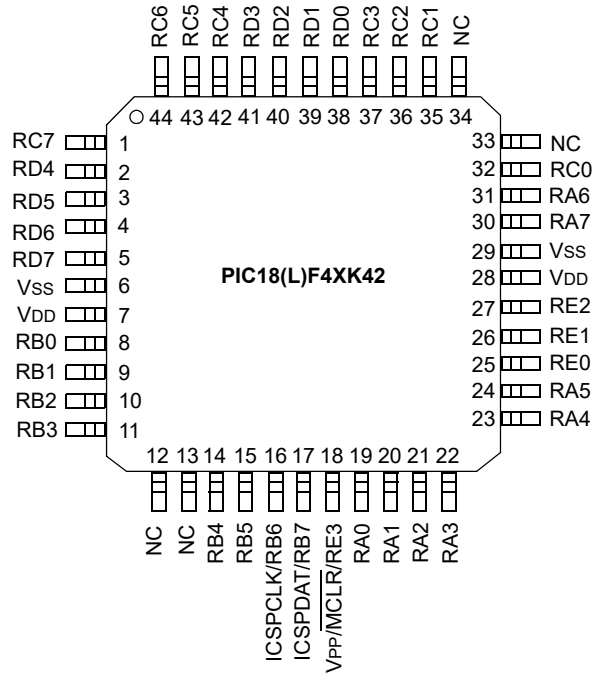 RC6
RC5
RC4
RD3
RD2
RD1
RD0
RC3
RC2
RC1
NC
44 43 42 41 40 39 38 37 36 35 34
RC7 1
RD4 2
RD5 3
RD6 4
RD7 5
VSS 6
VDD 7
RB0 8
RB1 9
RB2 10
RB3 11
PIC18(L)F4XK42
33 NC
32 RC0
31 RA6
30 RA7
29 VSS
28 VDD
27 RE2
26 RE1
25 RE0
24 RA5
23 RA4
12 13 14 15 16 17 18 19 20 21 22
NC
NC
RB4
RB5
ICSPCLK/RB6
ICSPDAT/RB7
VPP/MCLR/RE3
RA0
RA1
RA2
RA3